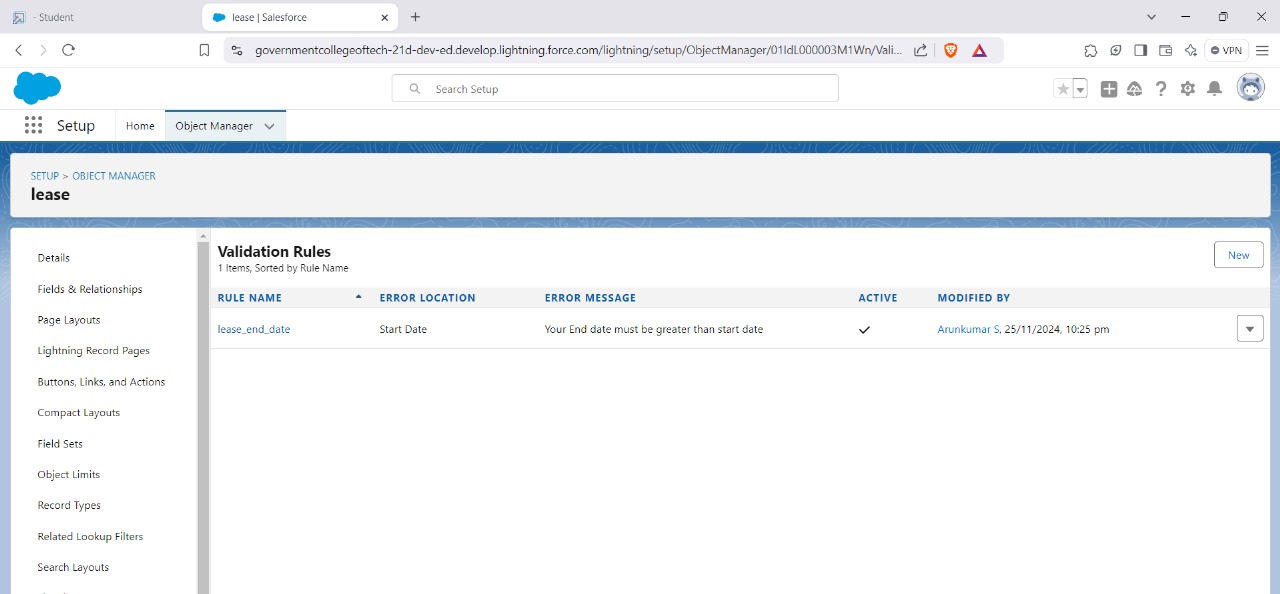 - Student
lease | Salesforce
governmentcollegeoftech-21d-dev-ed.develop.lightning.force.com/lightning/setup/ObjectManager/01IdL000003M1Wn/Vali...
VPN
Search Setup
Setup
Home
Object Manager
SETUP > OBJECT MANAGER
lease
Details
Fields & Relationships
Page Layouts
Lightning Record Pages
Buttons, Links, and Actions
Compact Layouts
Field Sets
Object Limits
Record Types
Related Lookup Filters
Search Layouts
Validation Rules
1 Items, Sorted by Rule Name
New
RULE NAME ERROR LOCATION ERROR MESSAGE ACTIVE MODIFIED BY
lease_end_date Start Date Your End date must be greater than start date Arunkumar S, 25/11/2024, 10:25 pm